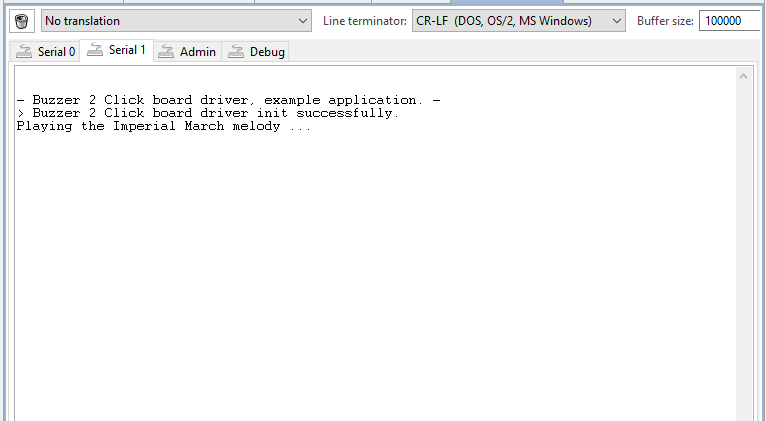 No translation Line terminator: CR-LF (DOS, OS/2, MS Windows) Buffer size: 100000
Serial 0 Serial 1 Admin Debug
- Buzzer 2 Click board driver, example application. -
> Buzzer 2 Click board driver init successfully.
Playing the Imperial March melody ...